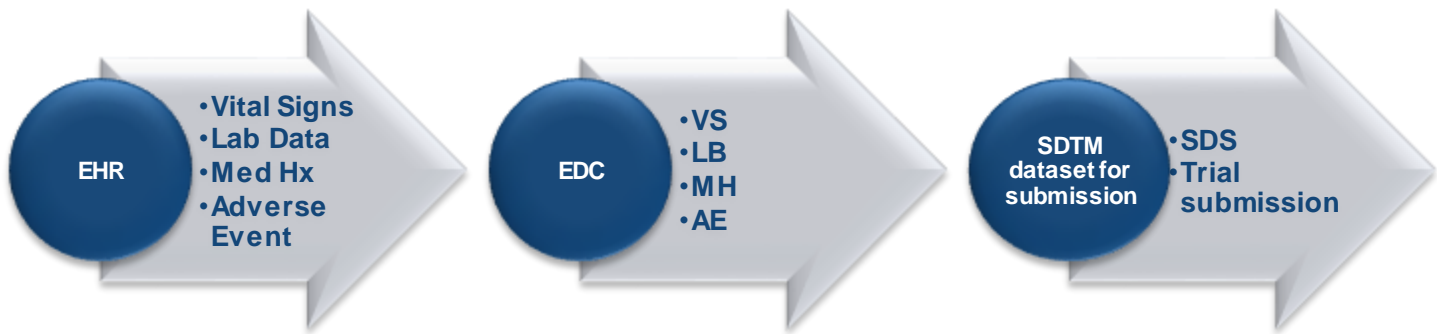 EHR
•Vital Signs
•Lab Data
•Med Hx
•Adverse
Event
EDC
•VS
•LB
•MH
•AE
SDTM
dataset for
submission
•SDS
•Trial
submission